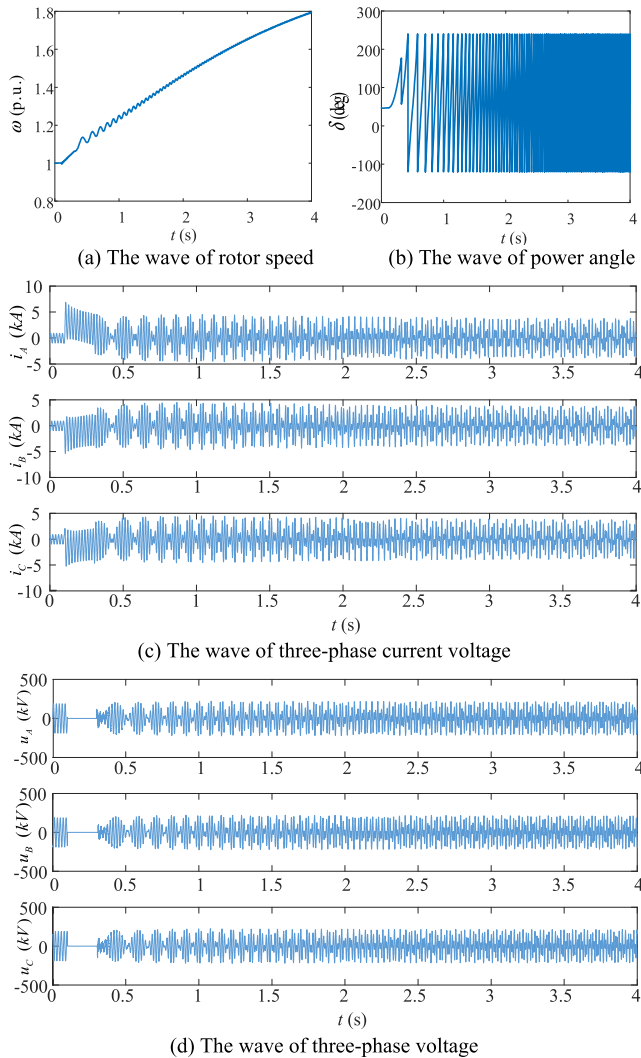 1.8
1.6
1.4
1.2
1
0.8
ω (p.u.)
0 1 2 3 4
t (s)
(a) The wave of rotor speed
300
200
100
0
-100
-200
δ (deg)
0 1 2 3 4
t (s)
(b) The wave of power angle
10
5
0
-5
i_A (kA)
0 0.5 1 1.5 2 2.5 3 3.5 4
5
0
-5
-10
i_B (kA)
0 0.5 1 1.5 2 2.5 3 3.5 4
5
0
-5
-10
i_C (kA)
0 0.5 1 1.5 2 2.5 3 3.5 4
t (s)
(c) The wave of three-phase current voltage
500
0
-500
u_A (kV)
0 0.5 1 1.5 2 2.5 3 3.5 4
500
0
-500
u_B (kV)
0 0.5 1 1.5 2 2.5 3 3.5 4
500
0
-500
u_C (kV)
0 0.5 1 1.5 2 2.5 3 3.5 4
t (s)
(d) The wave of three-phase voltage